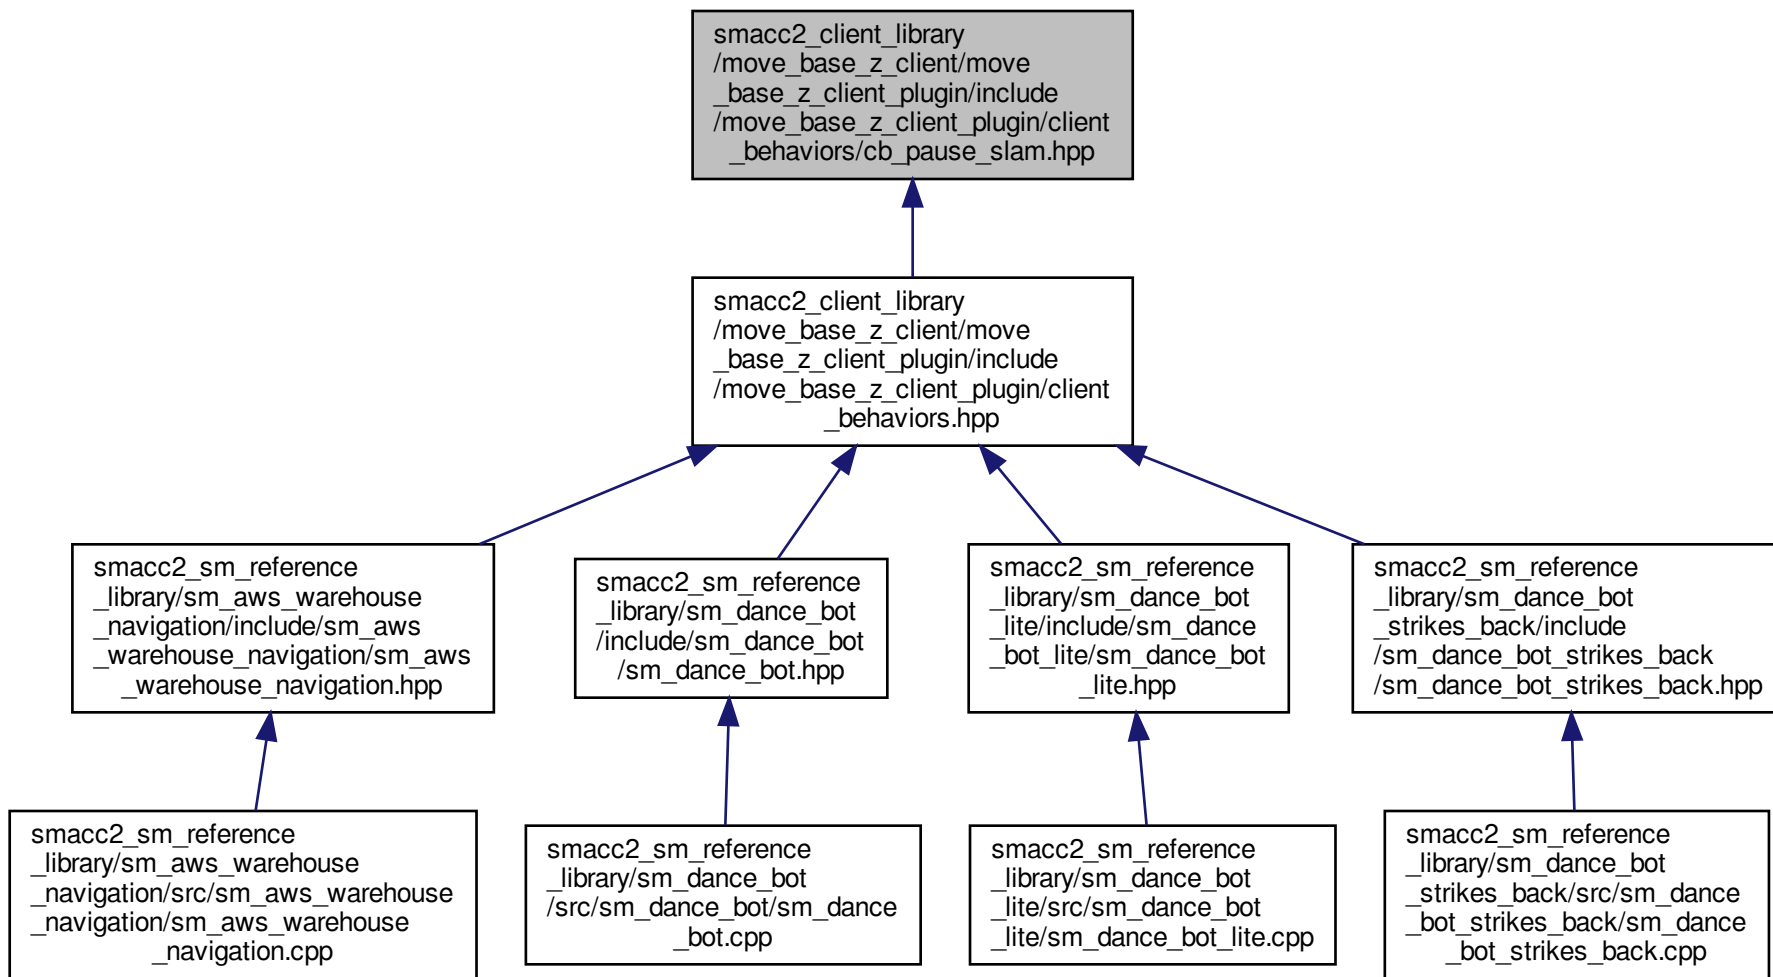 smacc2_client_library
/move_base_z_client/move
_base_z_client_plugin/include
/move_base_z_client_plugin/client
_behaviors/cb_pause_slam.hpp
smacc2_client_library
/move_base_z_client/move
_base_z_client_plugin/include
/move_base_z_client_plugin/client
_behaviors.hpp
smacc2_sm_reference
_library/sm_aws_warehouse
_navigation/include/sm_aws
_warehouse_navigation/sm_aws
_warehouse_navigation.hpp
smacc2_sm_reference
_library/sm_dance_bot
/include/sm_dance_bot
/sm_dance_bot.hpp
smacc2_sm_reference
_library/sm_dance_bot
_lite/include/sm_dance
_bot_lite/sm_dance_bot
_lite.hpp
smacc2_sm_reference
_library/sm_dance_bot
_strikes_back/include
/sm_dance_bot_strikes_back
/sm_dance_bot_strikes_back.hpp
smacc2_sm_reference
_library/sm_aws_warehouse
_navigation/src/sm_aws_warehouse
_navigation/sm_aws_warehouse
_navigation.cpp
smacc2_sm_reference
_library/sm_dance_bot
/src/sm_dance_bot/sm_dance
_bot.cpp
smacc2_sm_reference
_library/sm_dance_bot
_lite/src/sm_dance_bot
_lite/sm_dance_bot_lite.cpp
smacc2_sm_reference
_library/sm_dance_bot
_strikes_back/src/sm_dance
_bot_strikes_back/sm_dance
_bot_strikes_back.cpp